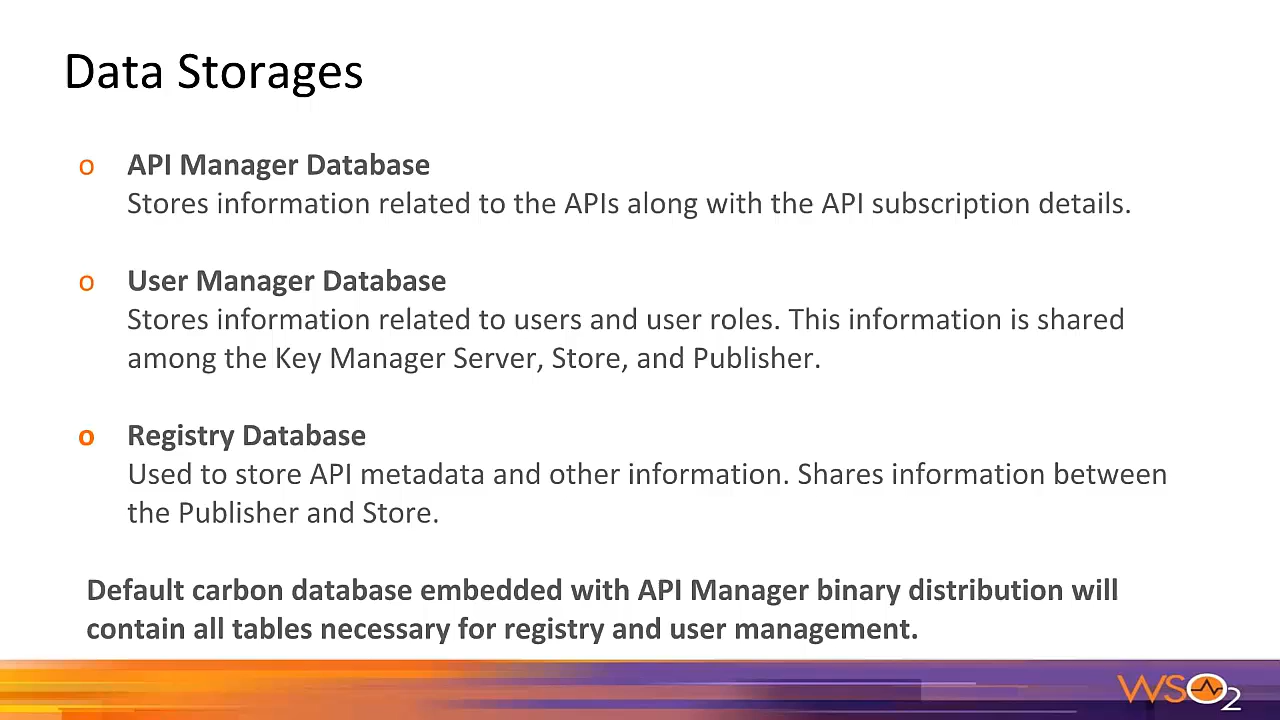 Data Storages
o API Manager Database
Stores information related to the APIs along with the API subscription details.
o User Manager Database
Stores information related to users and user roles. This information is shared
among the Key Manager Server, Store, and Publisher.
o Registry Database
Used to store API metadata and other information. Shares information between
the Publisher and Store.
Default carbon database embedded with API Manager binary distribution will
contain all tables necessary for registry and user management.
WSO2